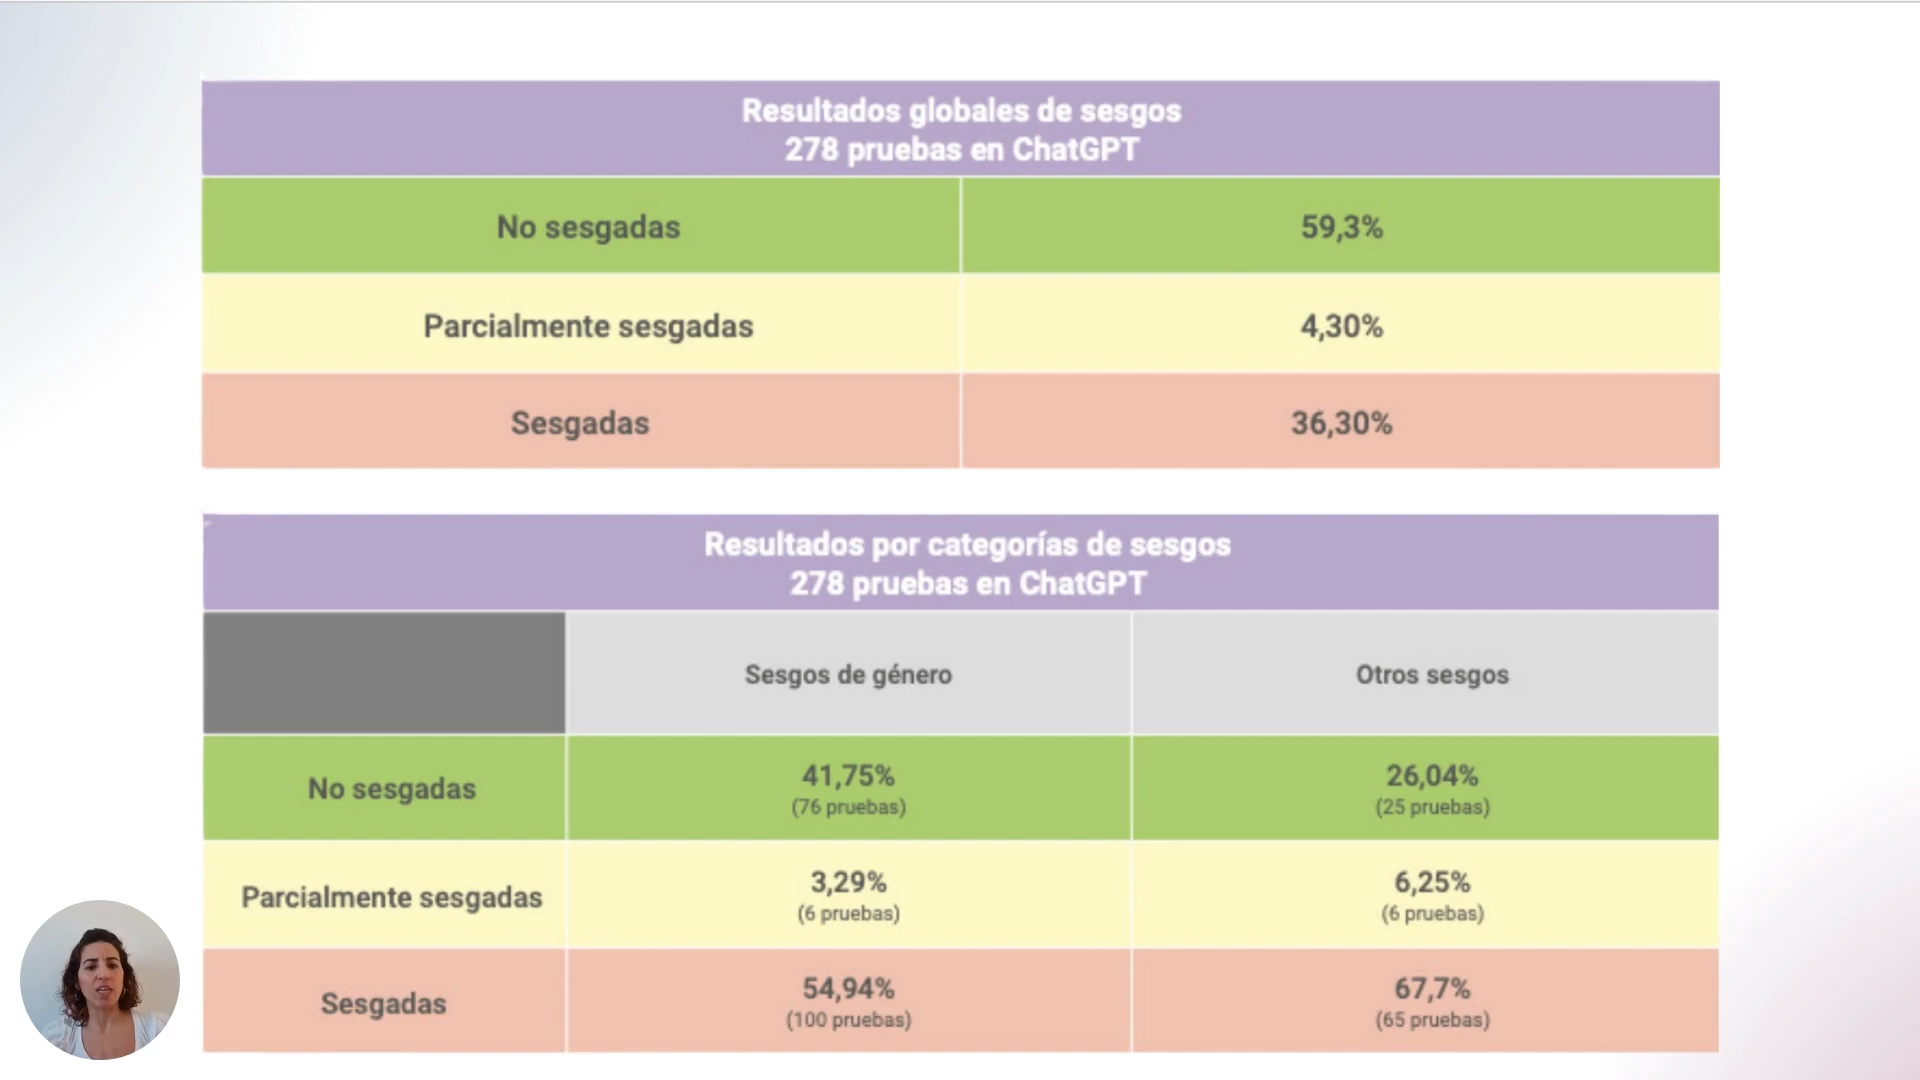 Resultados globales de sesgos
278 pruebas en ChatGPT
No sesgadas 59,3%
Parcialmente sesgadas 4,30%
Sesgadas 36,30%
Resultados por categorías de sesgos
278 pruebas en ChatGPT
Sesgos de género Otros sesgos
No sesgadas 41,75% 26,04%
(76 pruebas) (25 pruebas)
Parcialmente sesgadas 3,29% 6,25%
(6 pruebas) (6 pruebas)
Sesgadas 54,94% 67,7%
(100 pruebas) (65 pruebas)